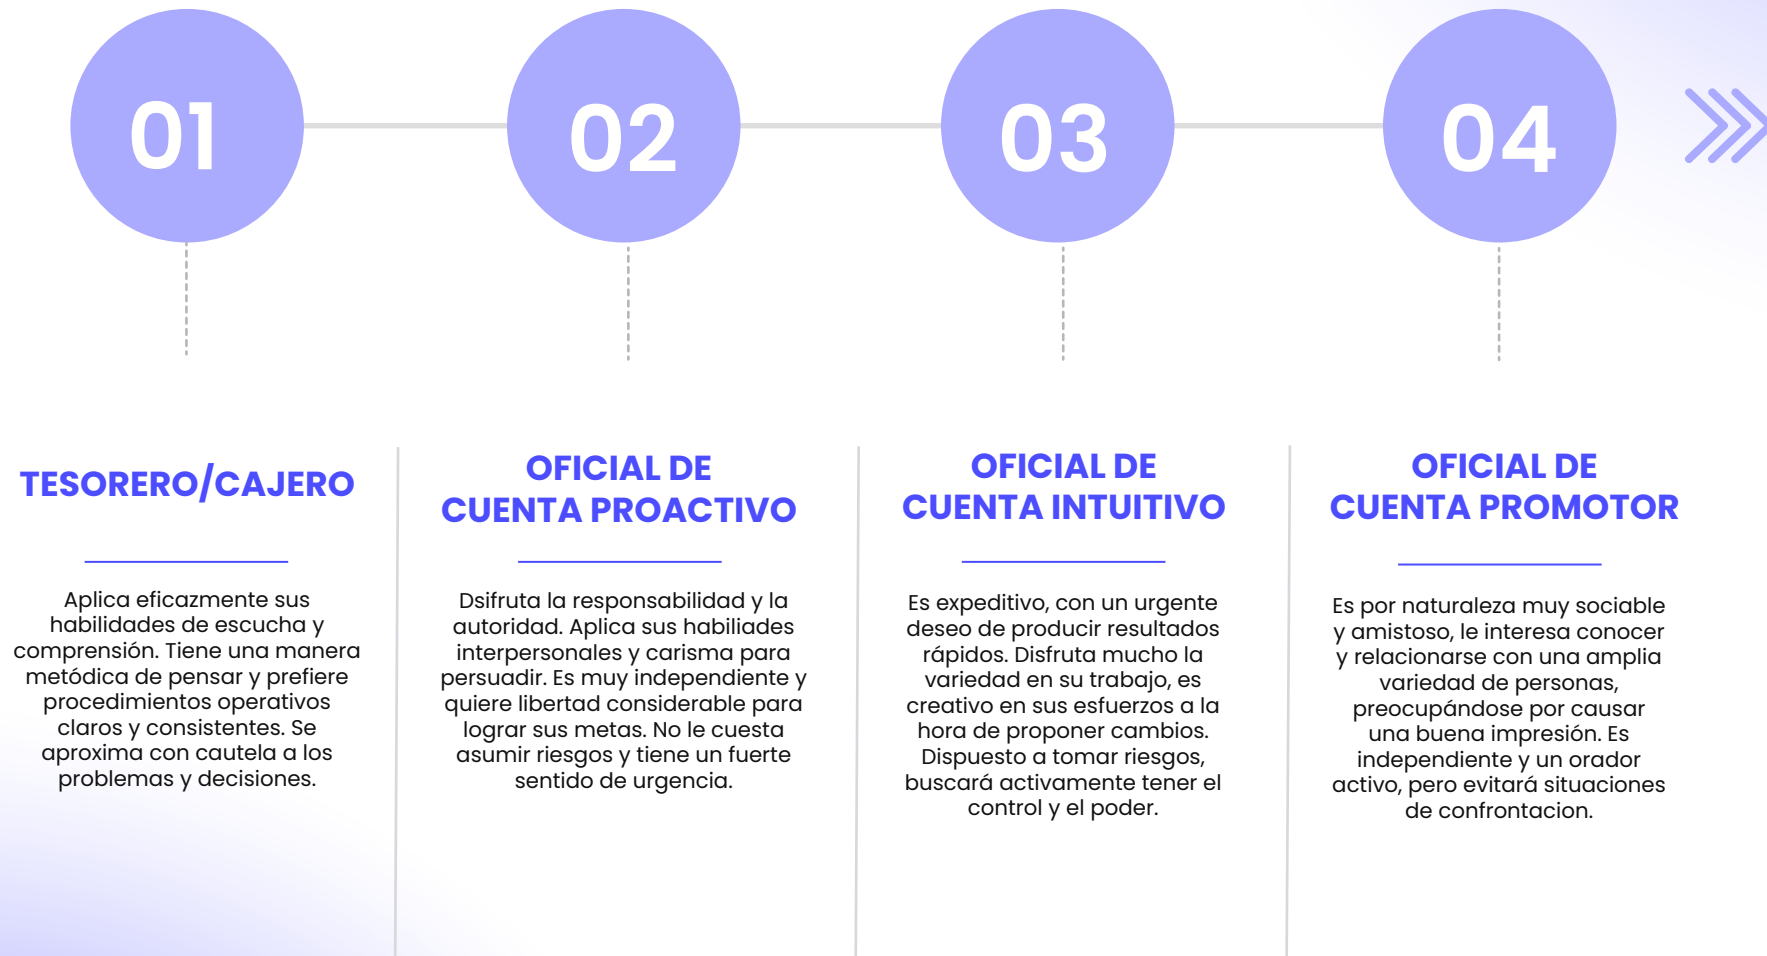 01
02
03
04
TESORERO/CAJERO
Aplica eficazmente sus
habilidades de escucha y
comprensión. Tiene una manera
metódica de pensar y prefiere
procedimientos operativos
claros y consistentes. Se
aproxima con cautela a los
problemas y decisiones.
OFICIAL DE
CUENTA PROACTIVO
Dsifruta la responsabilidad y la
autoridad. Aplica sus habiliades
interpersonales y carisma para
persuadir. Es muy independiente y
quiere libertad considerable para
lograr sus metas. No le cuesta
asumir riesgos y tiene un fuerte
sentido de urgencia.
OFICIAL DE
CUENTA INTUITIVO
Es expeditivo, con un urgente
deseo de producir resultados
rápidos. Disfruta mucho la
variedad en su trabajo, es
creativo en sus esfuerzos a la
hora de proponer cambios.
Dispuesto a tomar riesgos,
buscará activamente tener el
control y el poder.
OFICIAL DE
CUENTA PROMOTOR
Es por naturaleza muy sociable
y amistoso, le interesa conocer
y relacionarse con una amplia
variedad de personas,
preocupándose por causar
una buena impresión. Es
independiente y un orador
activo, pero evitará situaciones
de confrontacion.